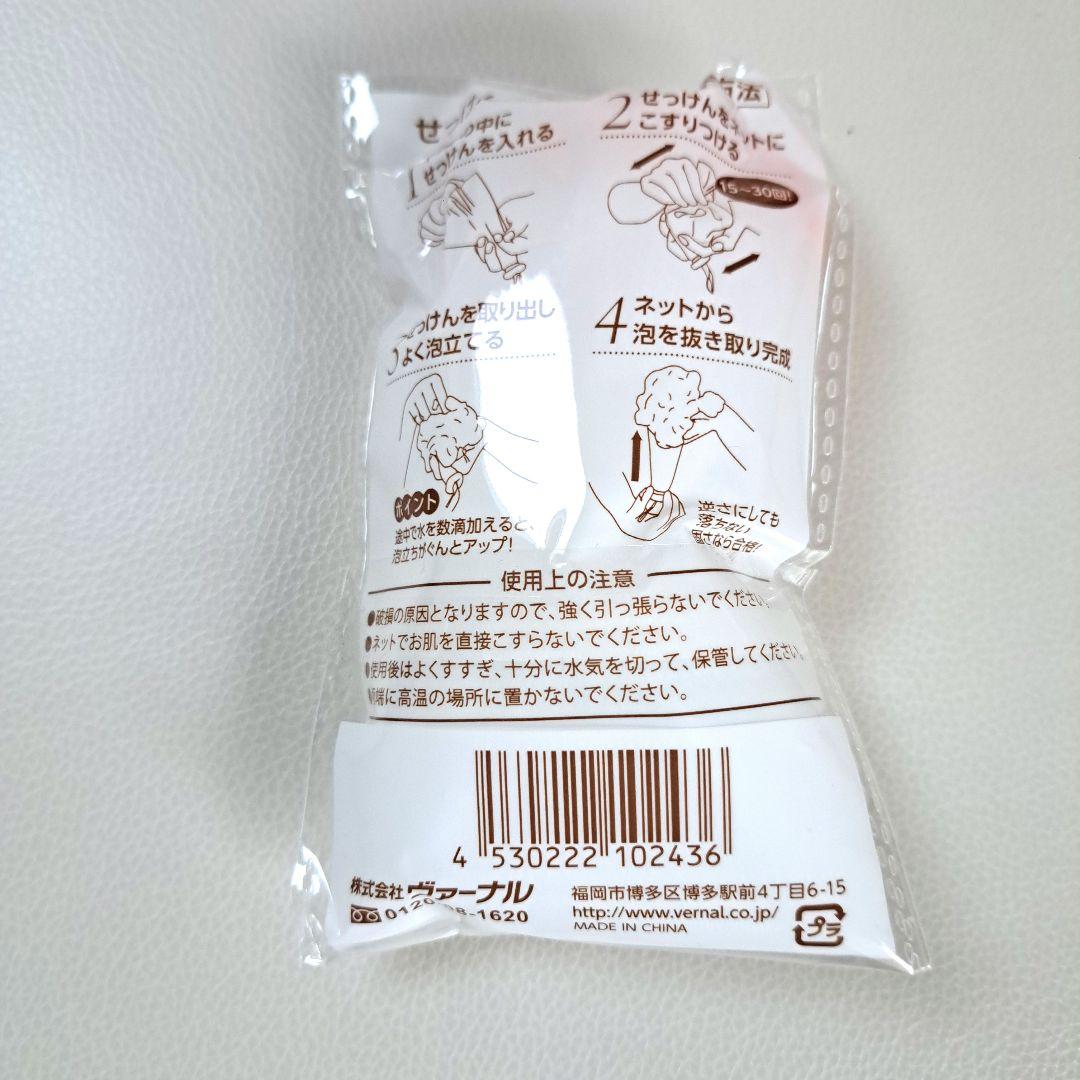 方法
1 の中に
せっけんを入れる
2 せっけんをネットに
こすりつける
15～30回!
せっけんを取り出し
よく泡立てる
4 ネットから
泡を抜き取り完成
ポイント
途中で水を数滴加えると、
泡立ちがぐんとアップ!
逆さにしても
落ちない
固さなら合格!
使用上の注意
●破損の原因となりますので、強く引っ張らないでください。
●ネットでお肌を直接こすらないでください。
●使用後はよくすすぎ、十分に水気を切って、保管してください。
●極端に高温の場所に置かないでください。
4 530222 102436
株式会社 ヴァーナル
福岡市博多区博多駅前4丁目6-15
http://www.vernal.co.jp/
MADE IN CHINA
プラ